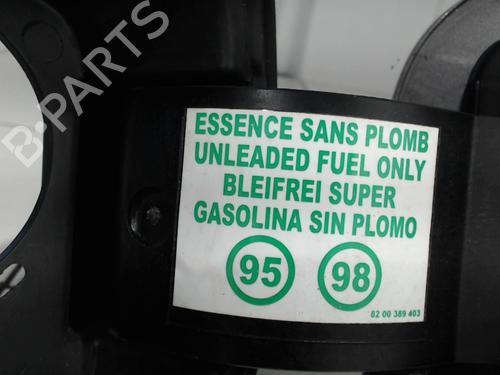 B-PARTS
ESSENCE SANS PLOMB
UNLEADED FUEL ONLY
BLEIFREI SUPER
GASOLINA SIN PLOMO
95 98
82 00 389 403